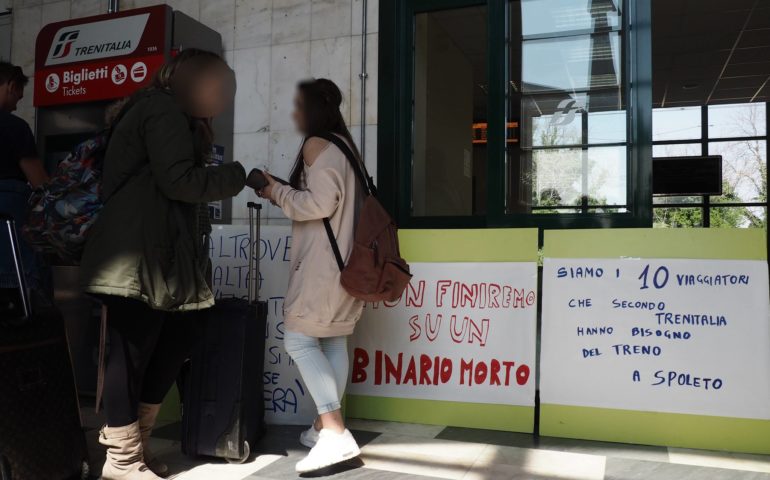 TRENITALIA
Biglietti
Tickets
ALTROVE
NON FINIREMO
SU UN
BINARIO MORTO
SIAMO I 10 VIAGGIATORI
CHE SECONDO
TRENITALIA
HANNO BISOGNO
DEL TRENO
A SPOLETO